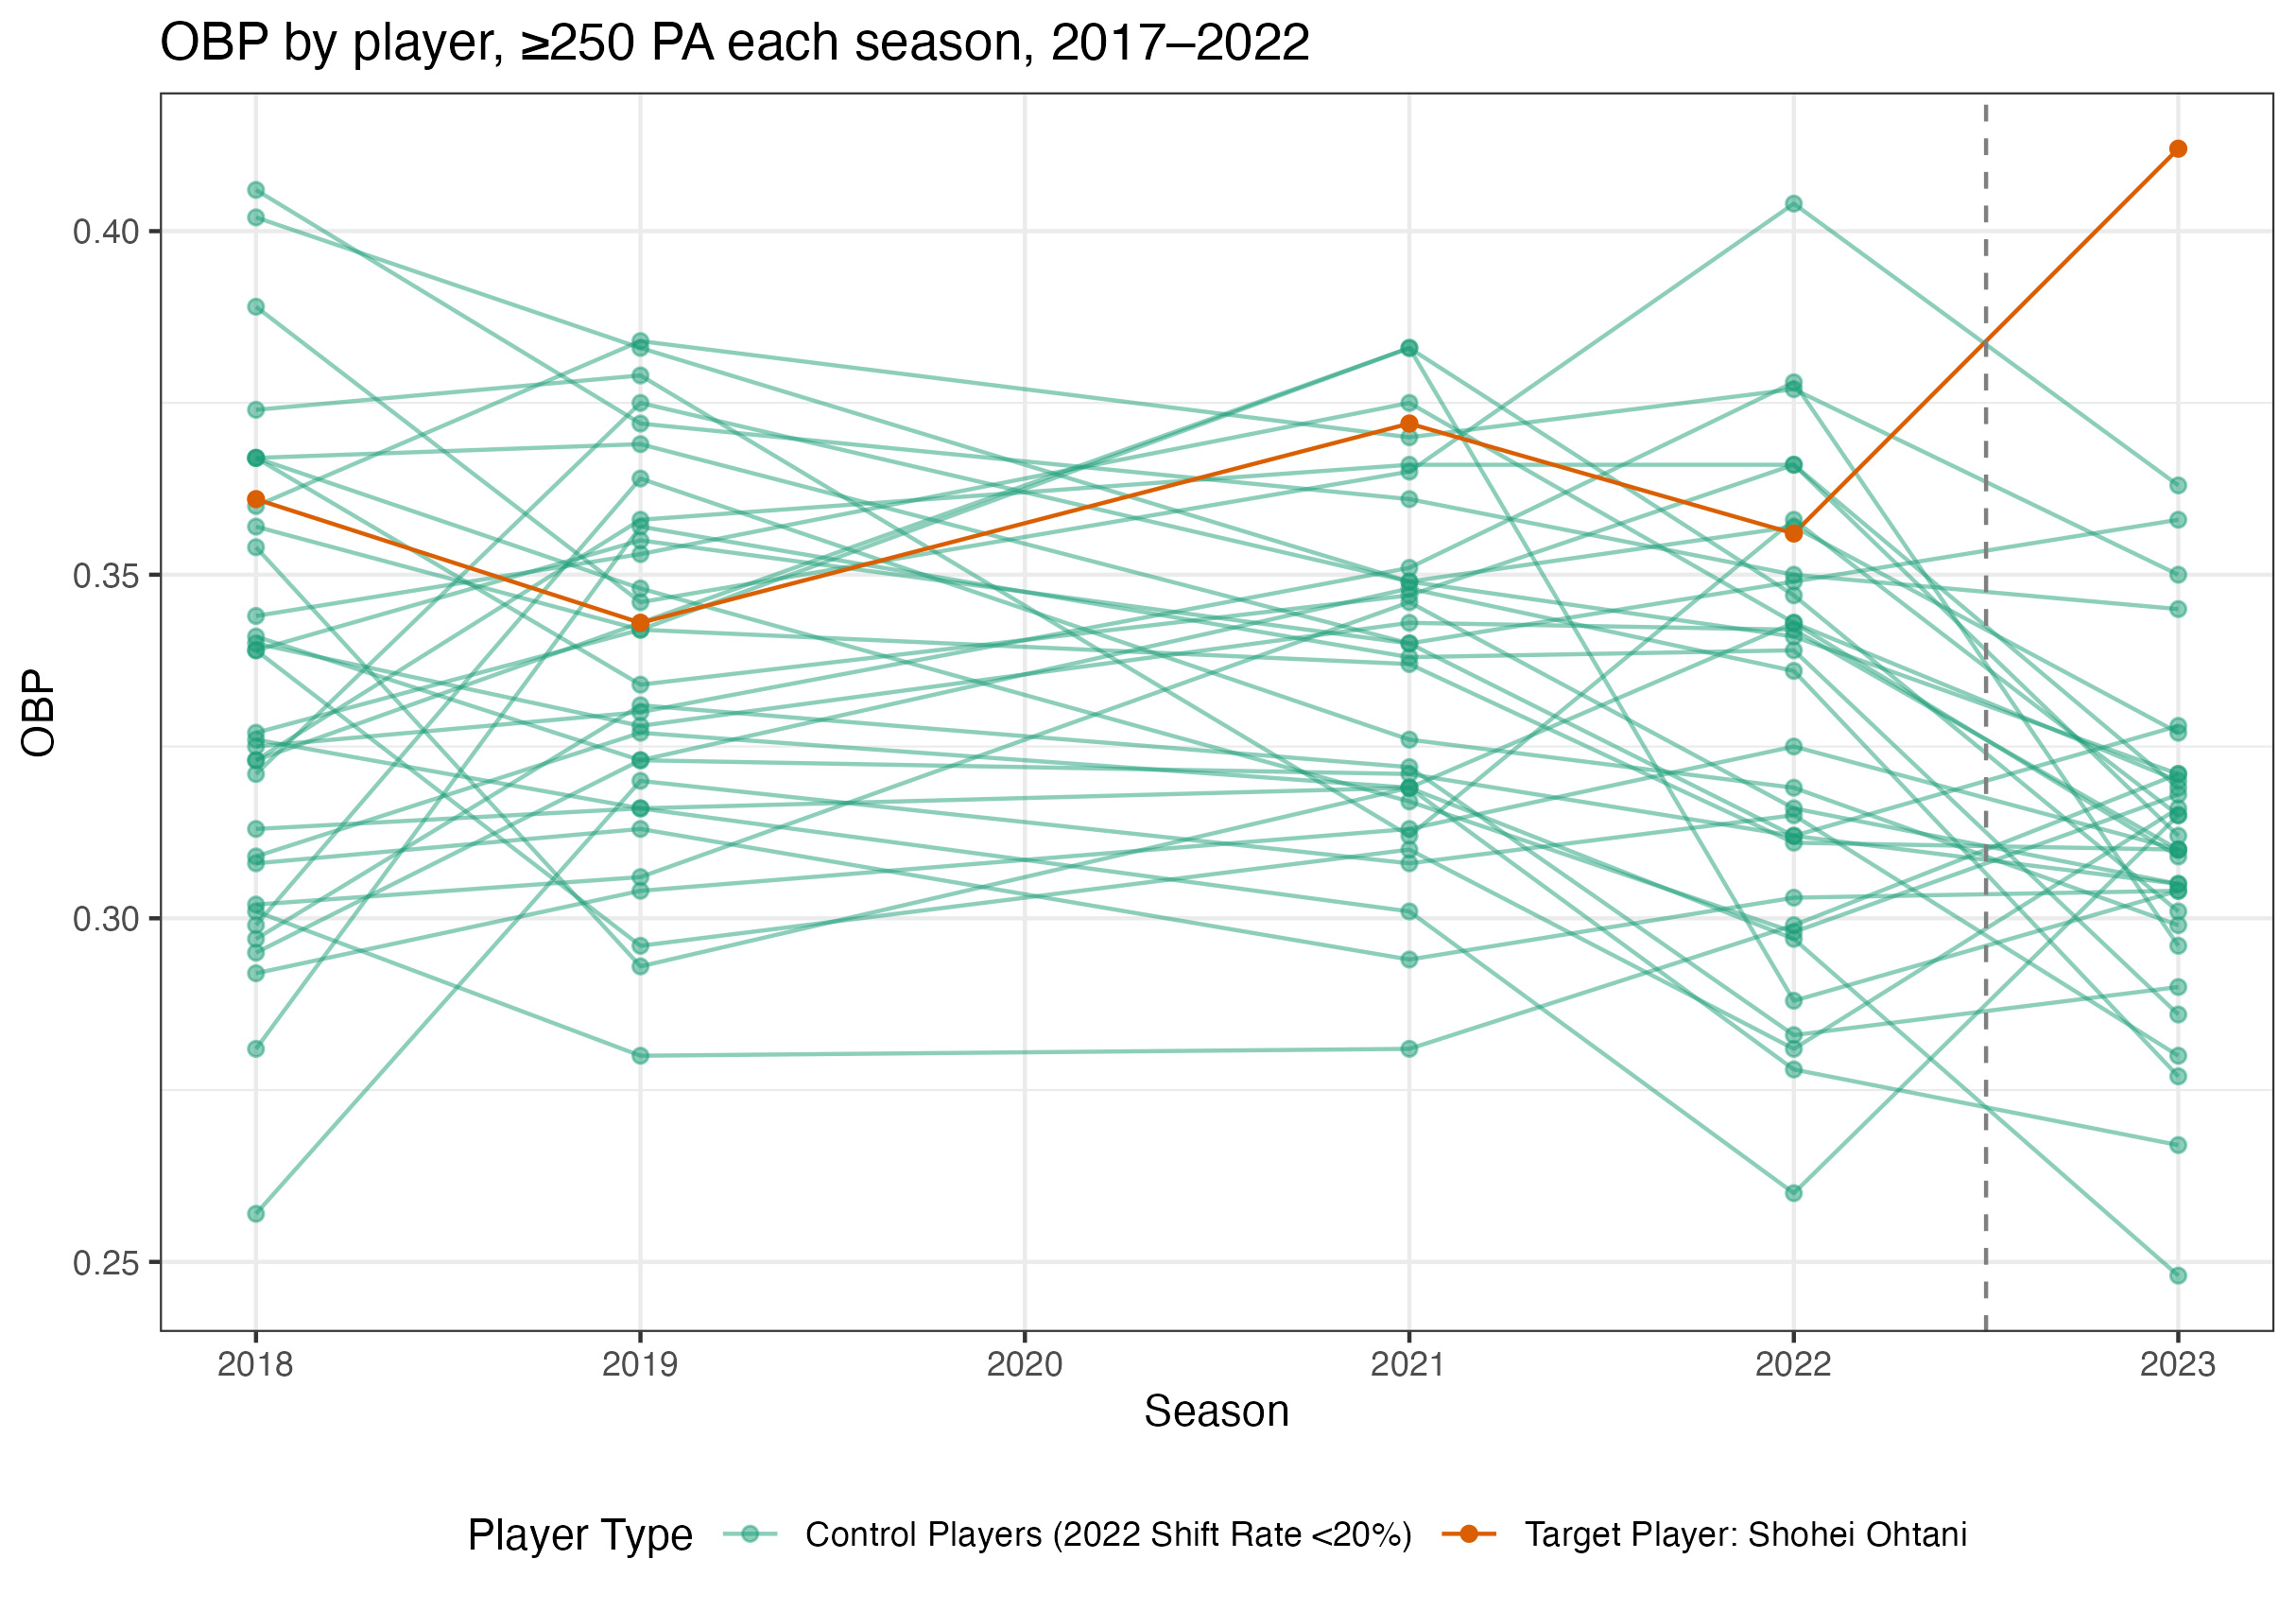 OBP by player, ≥250 PA each season, 2017–2022
OBP
0.40
0.35
0.30
0.25
2018 2019 2020 2021 2022 2023
Season
Player Type Control Players (2022 Shift Rate <20%) Target Player: Shohei Ohtani